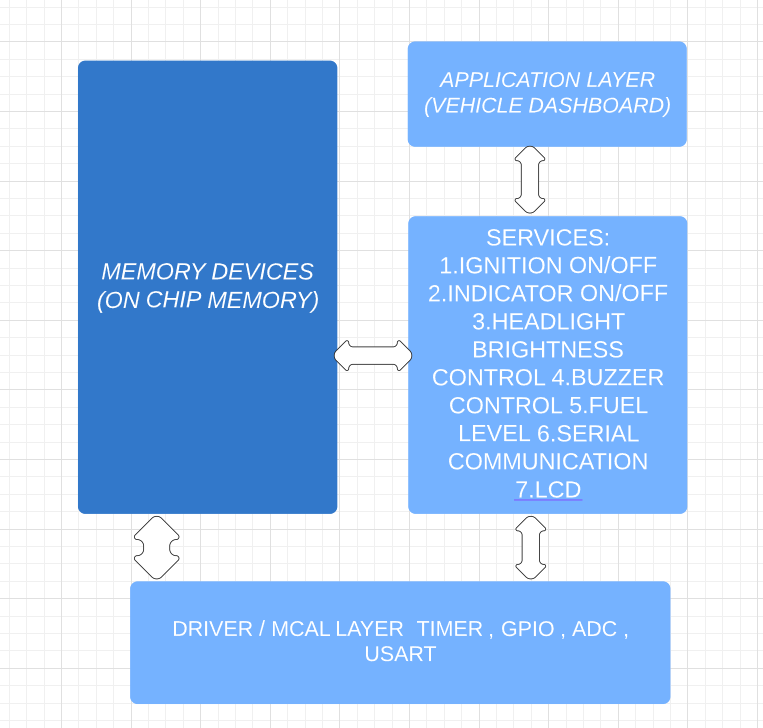 APPLICATION LAYER
(VEHICLE DASHBOARD)
MEMORY DEVICES
(ON CHIP MEMORY)
SERVICES:
1.IGNITION ON/OFF
2.INDICATOR ON/OFF
3.HEADLIGHT
BRIGHTNESS
CONTROL 4.BUZZER
CONTROL 5.FUEL
LEVEL 6.SERIAL
COMMUNICATION
7.LCD
DRIVER / MCAL LAYER  TIMER , GPIO , ADC ,
USART